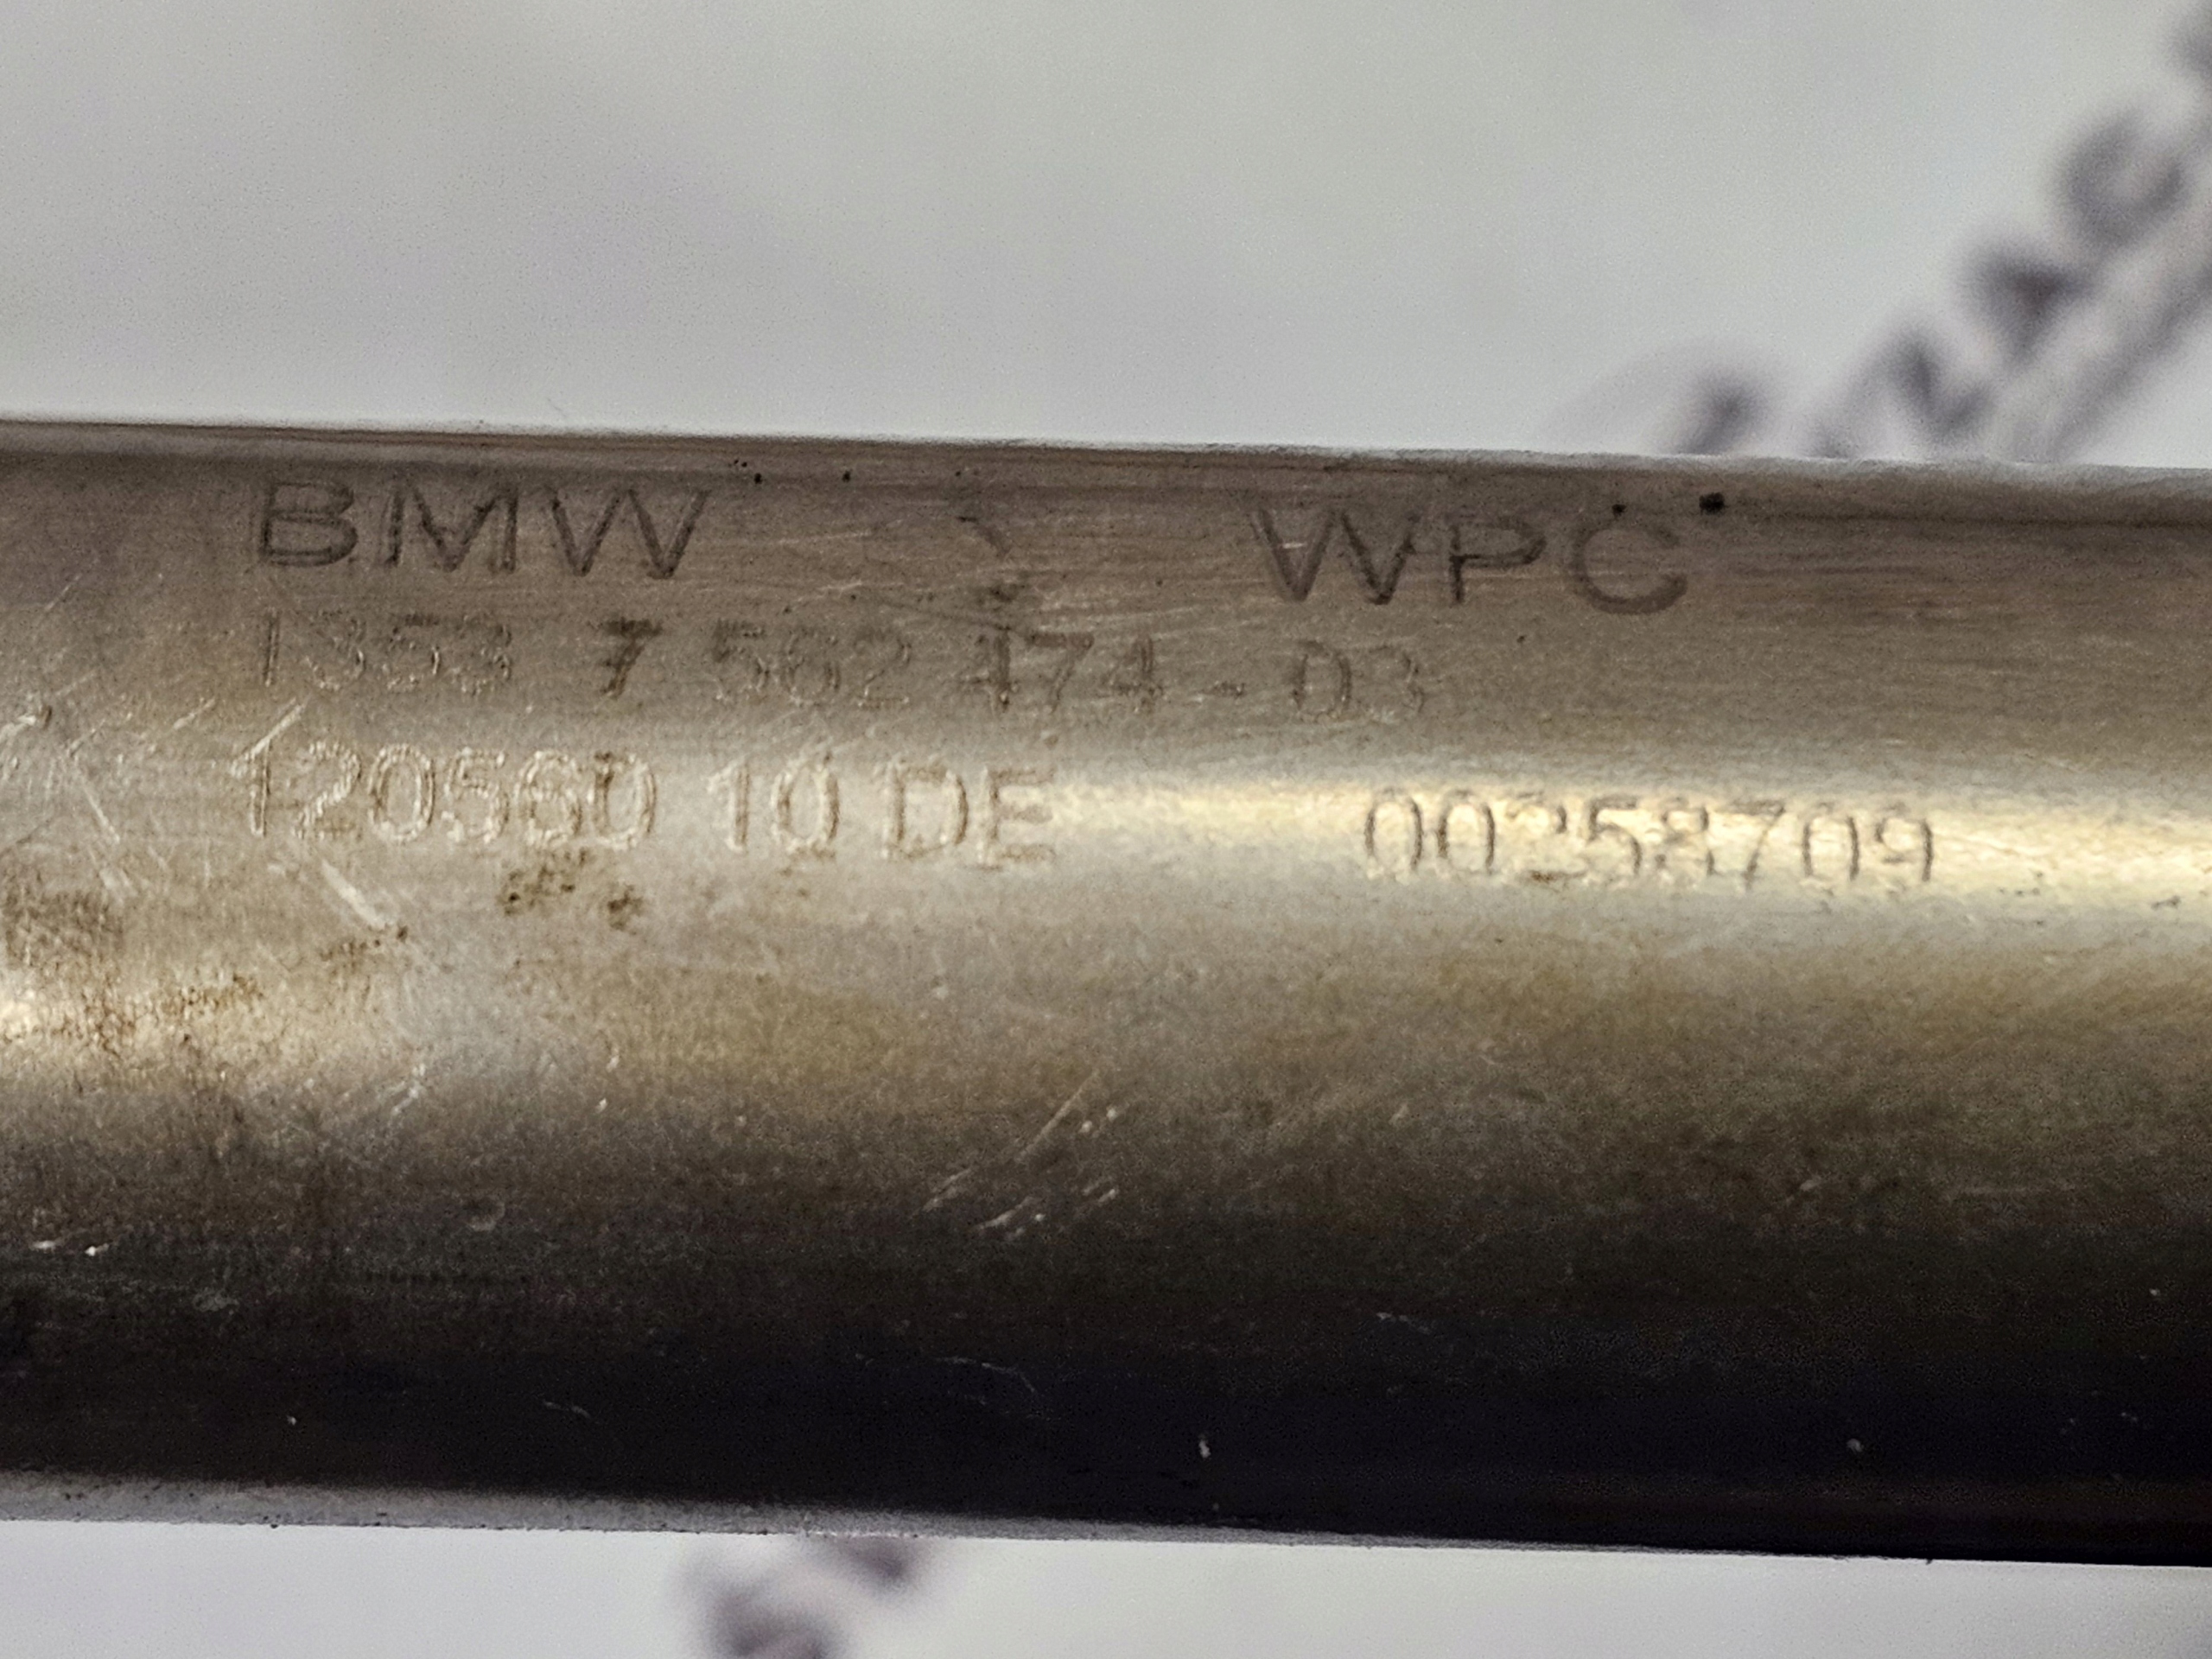 BMW WPC
1353 7 562 474 - 03
120560 10 DE 00258709